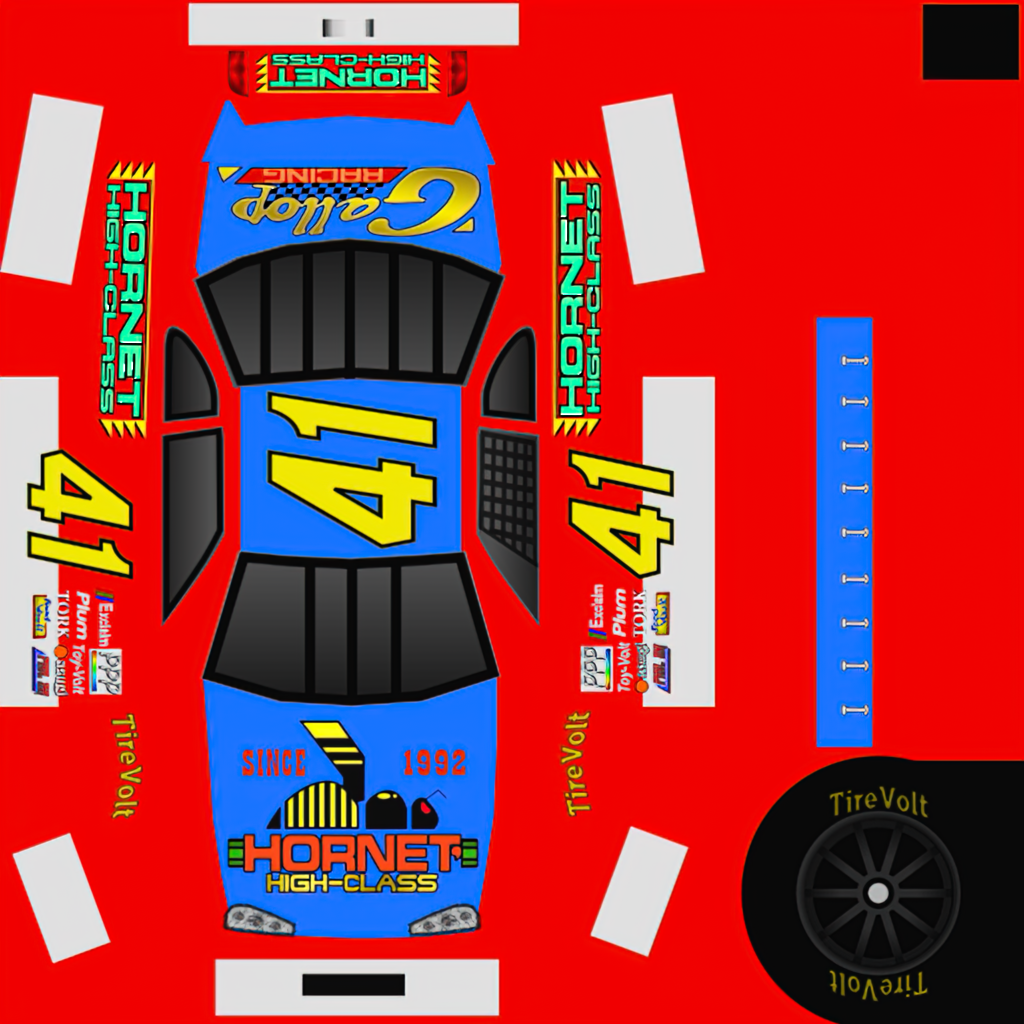 HORNET
HIGH-CLASS
Gallop
RACING
HORNET
HIGH-CLASS
HORNET
HIGH-CLASS
41
41
41
Exclaim
Plum
TORK
Toy-Volt
PPP
Exclaim
Plum
TORK
Toy-Volt
PPP
TireVolt
TireVolt
SINCE 1992
HORNET
HIGH-CLASS
TireVolt
TireVolt